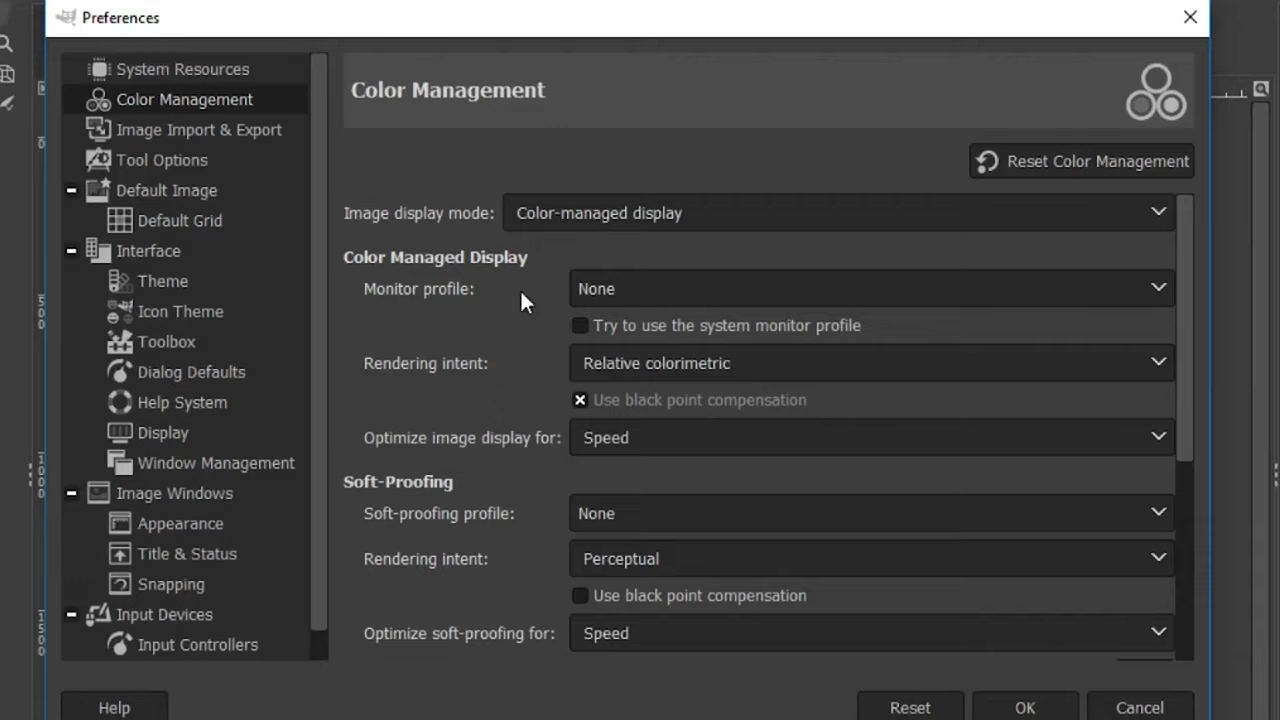 Preferences
System Resources
Color Management
Image Import & Export
Tool Options
Default Image
Default Grid
Interface
Theme
Icon Theme
Toolbox
Dialog Defaults
Help System
Display
Window Management
Image Windows
Appearance
Title & Status
Snapping
Input Devices
Input Controllers
Color Management
Reset Color Management
Image display mode: Color-managed display
Color Managed Display
Monitor profile: None
Try to use the system monitor profile
Rendering intent: Relative colorimetric
Use black point compensation
Optimize image display for: Speed
Soft-Proofing
Soft-proofing profile: None
Rendering intent: Perceptual
Use black point compensation
Optimize soft-proofing for: Speed
Help Reset OK Cancel
0
500
1000
1500